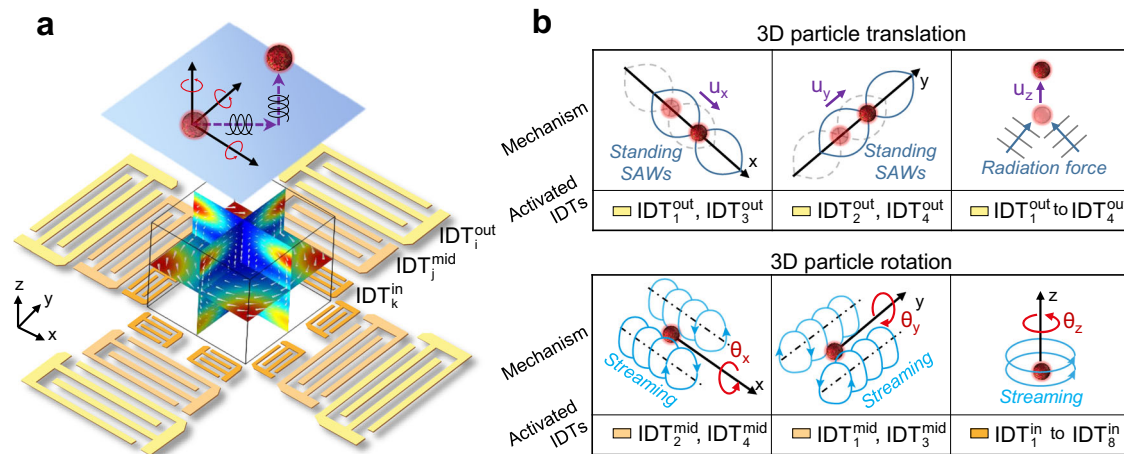 a
IDT_i^out
IDT_j^mid
IDT_k^in
z
y
x
b
3D particle translation
Mechanism
u_x
x
Standing
SAWs
u_y
y
Standing
SAWs
u_z
Radiation force
Activated
IDTs
IDT_1^out, IDT_3^out
IDT_2^out, IDT_4^out
IDT_1^out to IDT_4^out
3D particle rotation
Mechanism
θ_x
x
Streaming
θ_y
y
Streaming
z
θ_z
Streaming
Activated
IDTs
IDT_2^mid, IDT_4^mid
IDT_1^mid, IDT_3^mid
IDT_1^in to IDT_8^in